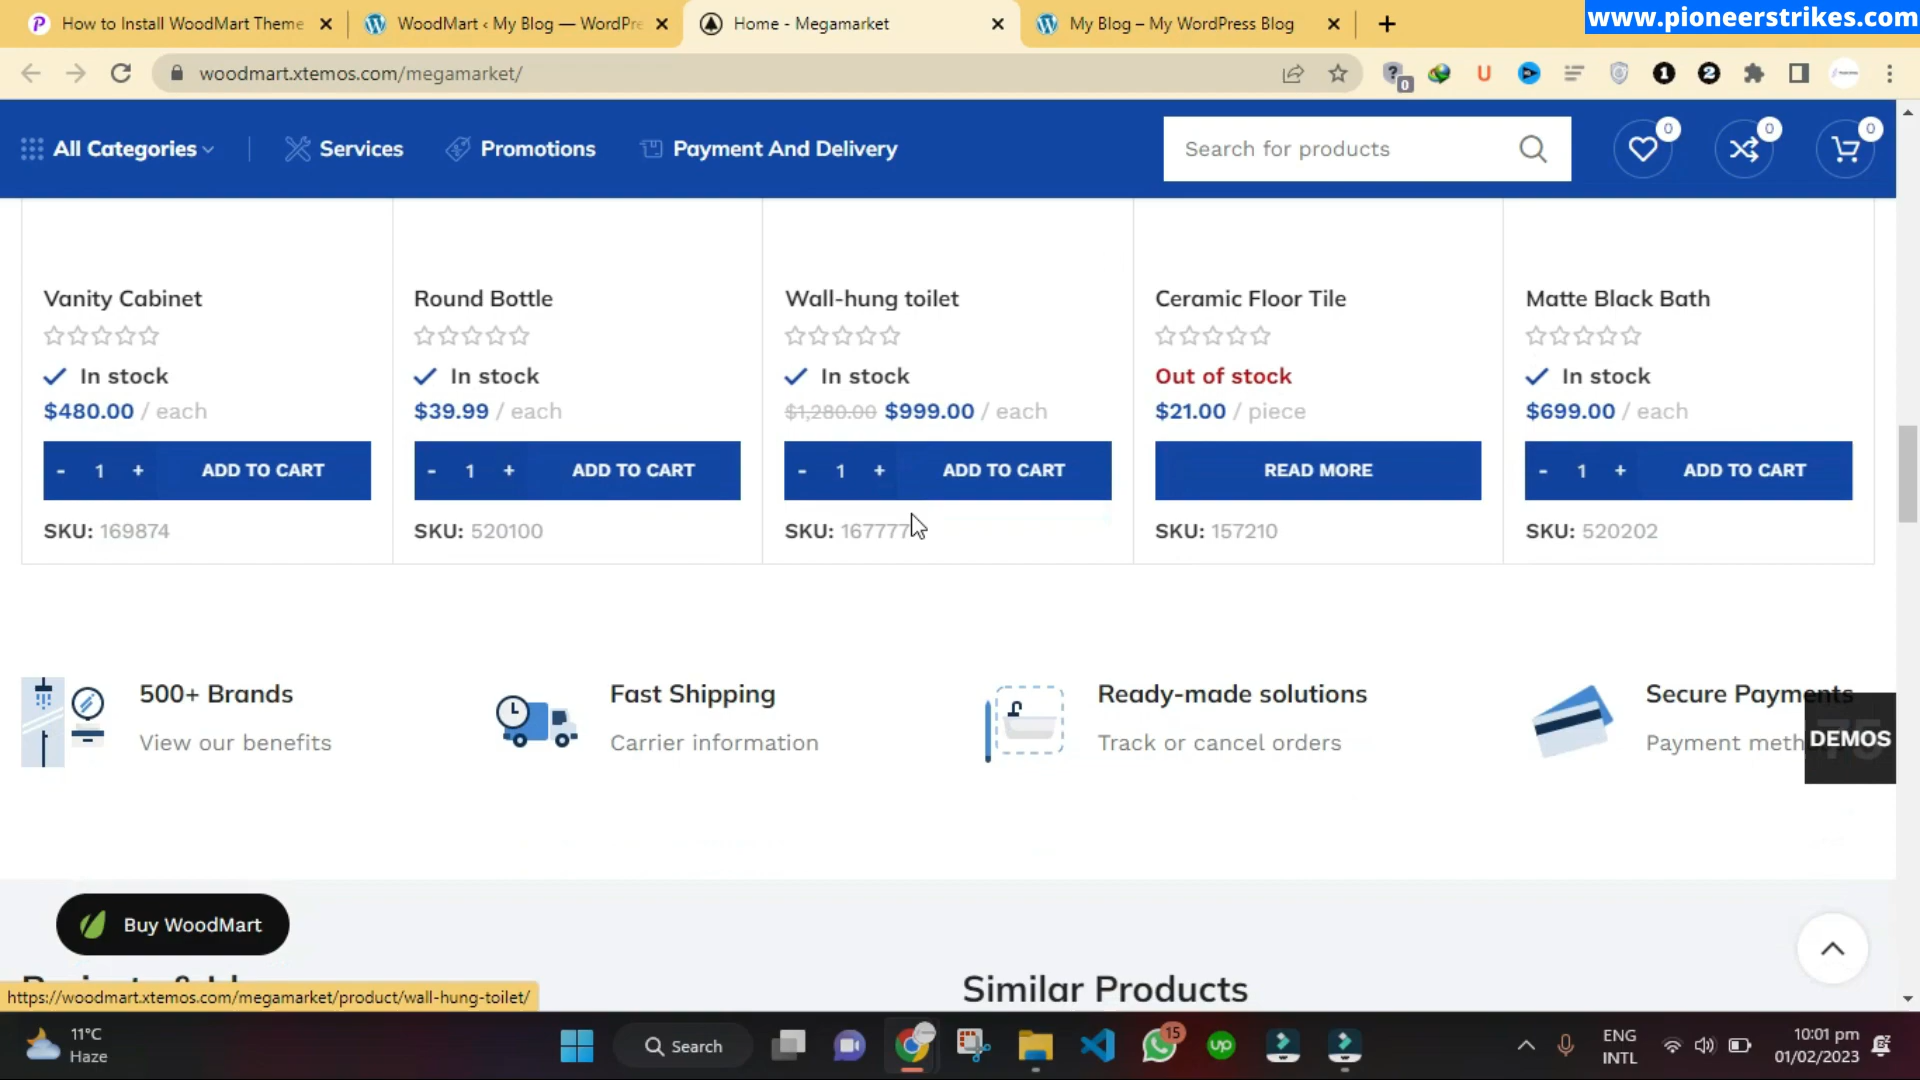 www.pioneerstrikes.com
How to Install WoodMart Theme
WoodMart ‹ My Blog — WordPre
Home - Megamarket
My Blog – My WordPress Blog
woodmart.xtemos.com/megamarket/
0
U
1
2
All Categories
Services
Promotions
Payment And Delivery
Search for products
0
0
0
Vanity Cabinet
Round Bottle
Wall-hung toilet
Ceramic Floor Tile
Matte Black Bath
In stock
In stock
In stock
Out of stock
In stock
$480.00 / each
$39.99 / each
$1,280.00 $999.00 / each
$21.00 / piece
$699.00 / each
- 1 + ADD TO CART
- 1 + ADD TO CART
- 1 + ADD TO CART
READ MORE
- 1 + ADD TO CART
SKU: 169874
SKU: 520100
SKU: 167777
SKU: 157210
SKU: 520202
500+ Brands
Fast Shipping
Ready-made solutions
Secure Payments
View our benefits
Carrier information
Track or cancel orders
Payment meth
75
DEMOS
Buy WoodMart
Similar Products
https://woodmart.xtemos.com/megamarket/product/wall-hung-toilet/
11°C
Haze
Search
15
up
ENG
INTL
10:01 pm
01/02/2023